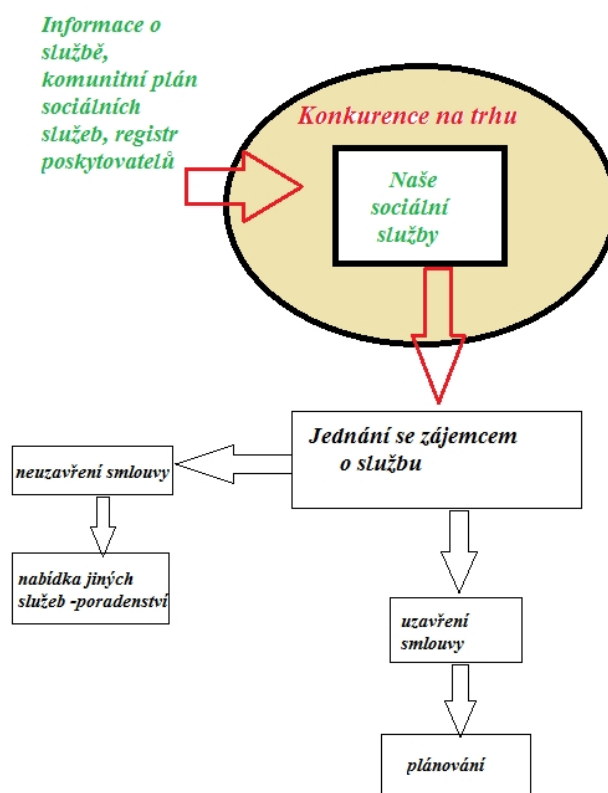 Informace o
službě,
komunitní plán
sociálních
služeb, registr
poskytovatelů
Konkurence na trhu
Naše
sociální
služby
Jednání se zájemcem
o službu
neuzavření smlouvy
nabídka jiných
služeb -poradenství
uzavření
smlouvy
plánování